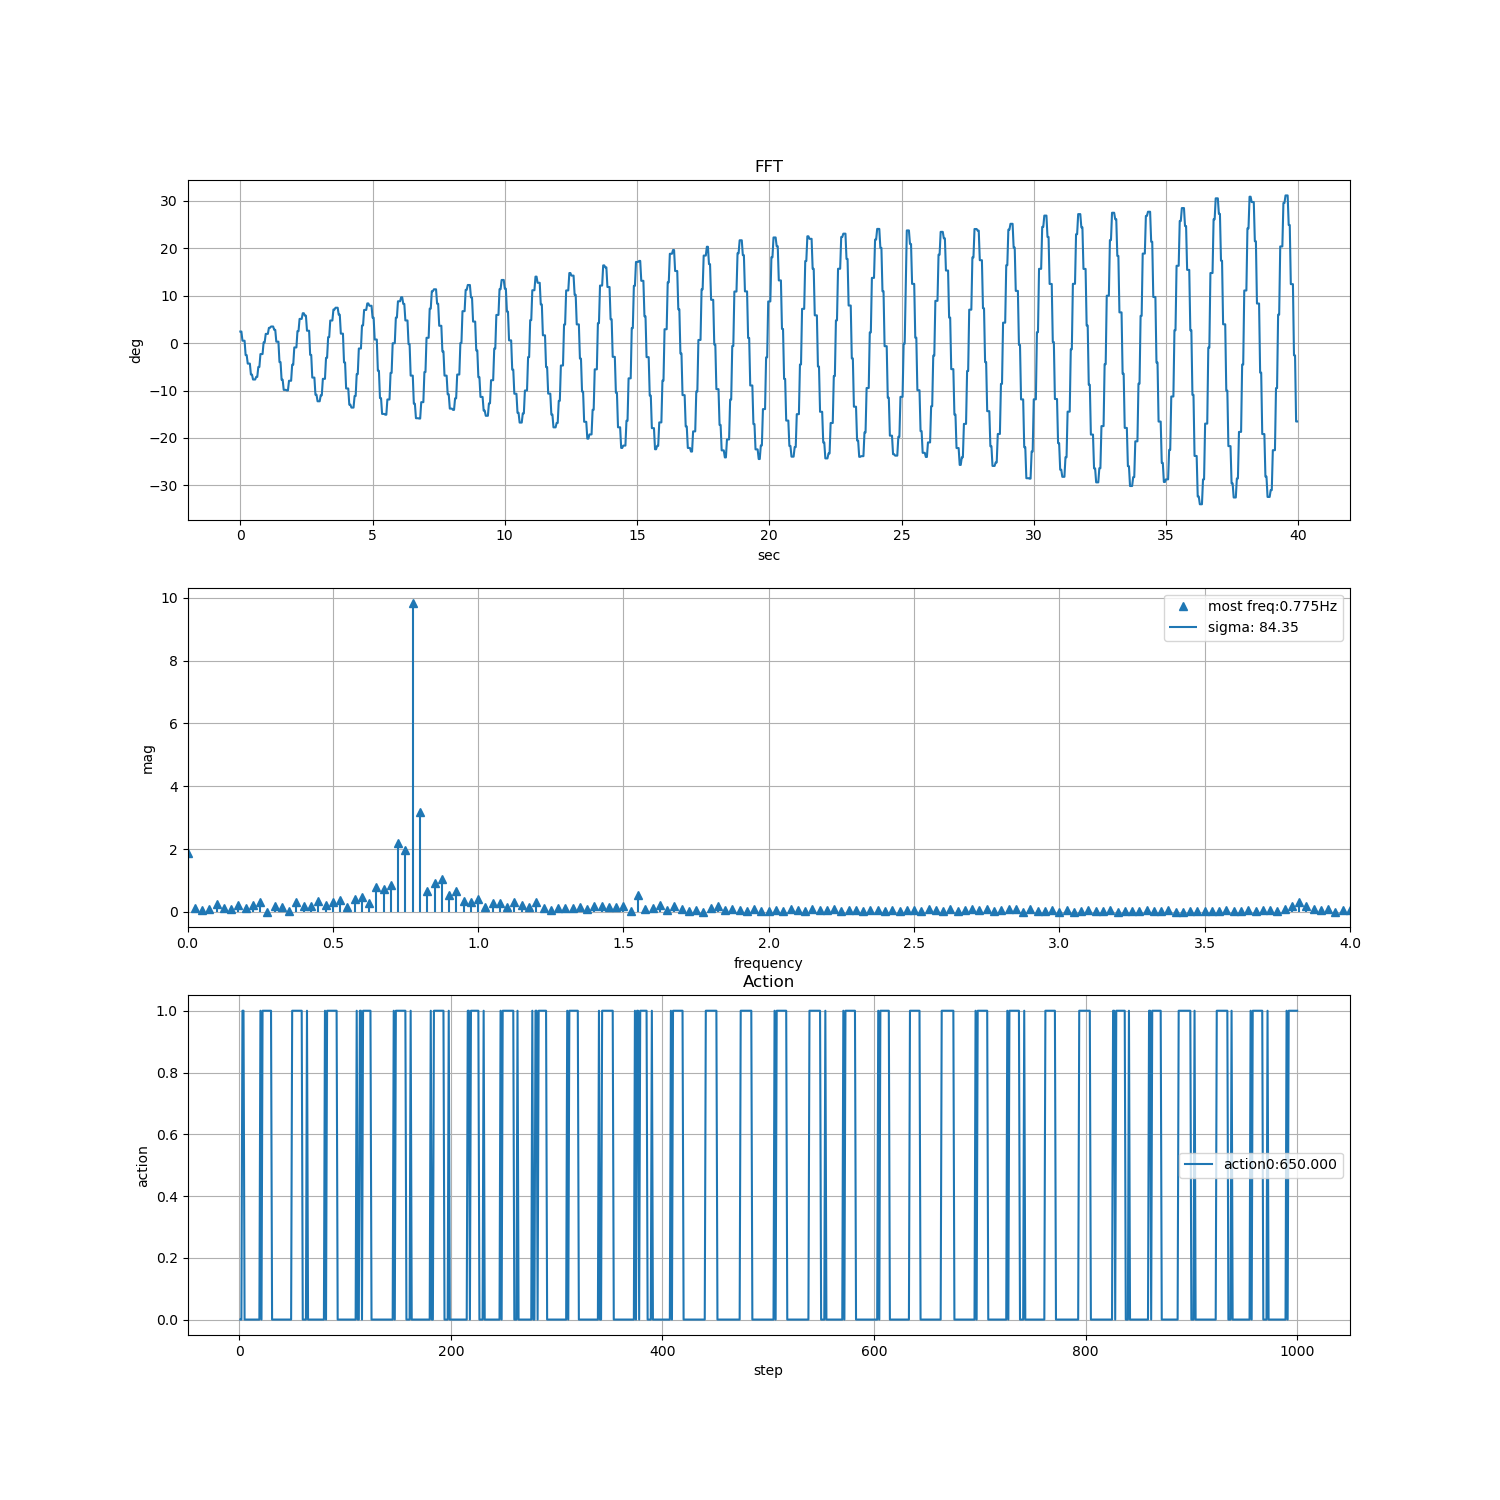 FFT
30
20
10
0
−10
−20
−30
deg
0 5 10 15 20 25 30 35 40
sec
10
8
6
4
2
0
mag
most freq:0.775Hz
sigma: 84.35
0.0 0.5 1.0 1.5 2.0 2.5 3.0 3.5 4.0
frequency
Action
1.0
0.8
0.6
0.4
0.2
0.0
action
action0:650.000
0 200 400 600 800 1000
step